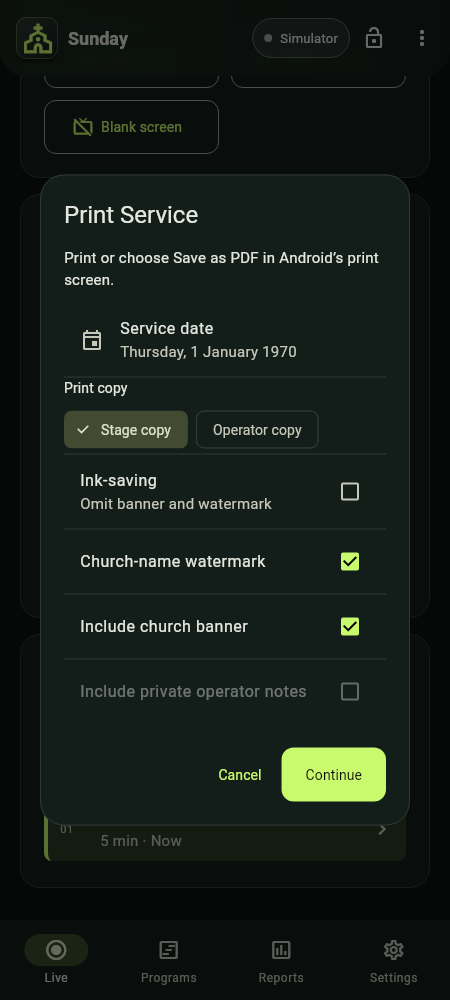 Sunday
Simulator
Blank screen
Print Service
Print or choose Save as PDF in Android’s print
screen.
Service date
Thursday, 1 January 1970
Print copy
Stage copy
Operator copy
Ink-saving
Omit banner and watermark
Church-name watermark
Include church banner
Include private operator notes
Cancel
Continue
01
5 min · Now
Live
Programs
Reports
Settings